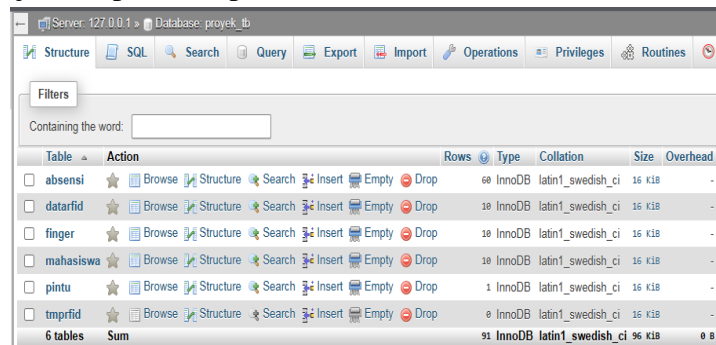 Server: 127.0.0.1 » Database: proyek_tb
Structure SQL Search Query Export Import Operations Privileges Routines
Filters
Containing the word:
Table Action Rows Type Collation Size Overhead
absensi Browse Structure Search Insert Empty Drop 60 InnoDB latin1_swedish_ci 16 KiB -
datarfid Browse Structure Search Insert Empty Drop 10 InnoDB latin1_swedish_ci 16 KiB -
finger Browse Structure Search Insert Empty Drop 10 InnoDB latin1_swedish_ci 16 KiB -
mahasiswa Browse Structure Search Insert Empty Drop 10 InnoDB latin1_swedish_ci 16 KiB -
pintu Browse Structure Search Insert Empty Drop 1 InnoDB latin1_swedish_ci 16 KiB -
tmprfid Browse Structure Search Insert Empty Drop 0 InnoDB latin1_swedish_ci 16 KiB -
6 tables Sum 91 InnoDB latin1_swedish_ci 96 KiB 0 B